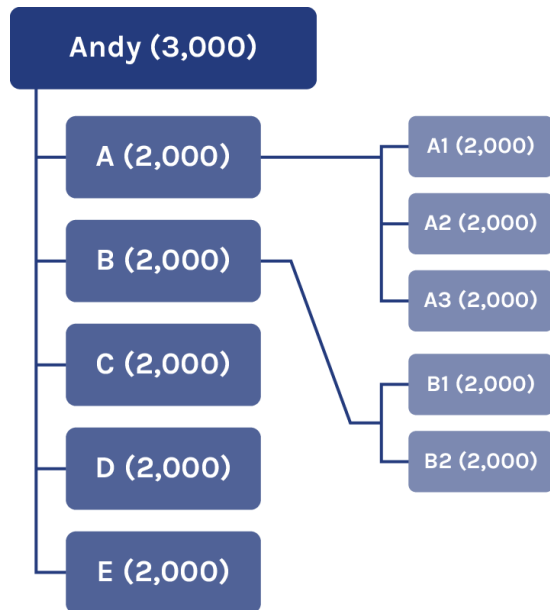 Andy (3,000)
A (2,000)
B (2,000)
C (2,000)
D (2,000)
E (2,000)
A1 (2,000)
A2 (2,000)
A3 (2,000)
B1 (2,000)
B2 (2,000)